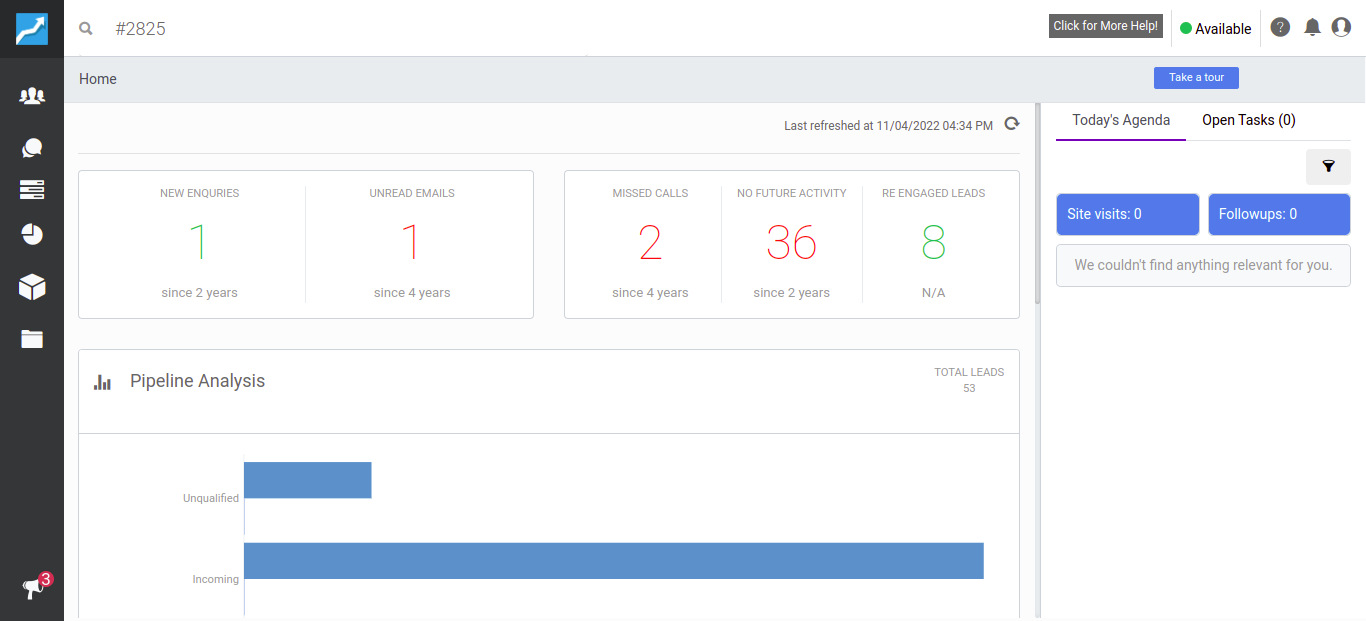 #2825
Click for More Help!
Available
?
Home
Take a tour
Last refreshed at 11/04/2022 04:34 PM
Today's Agenda
Open Tasks (0)
NEW ENQURIES
UNREAD EMAILS
MISSED CALLS
NO FUTURE ACTIVITY
RE ENGAGED LEADS
1
1
2
36
8
since 2 years
since 4 years
since 4 years
since 2 years
N/A
Site visits: 0
Followups: 0
We couldn't find anything relevant for you.
Pipeline Analysis
TOTAL LEADS
53
Unqualified
Incoming
3